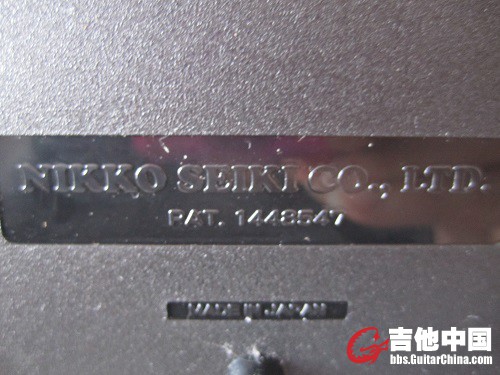 NIKKO SEIKI CO., LTD.
PAT. 1448547
MADE IN JAPAN
吉他中国
bbs.GuitarChina.com